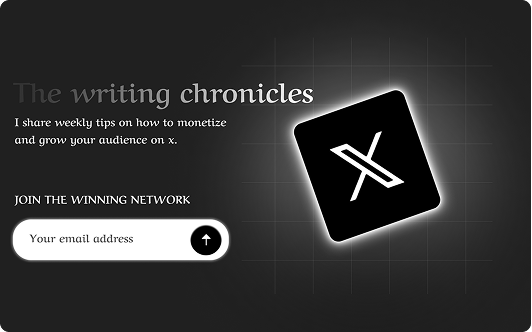 The writing chronicles
I share weekly tips on how to monetize
and grow your audience on x.
JOIN THE WINNING NETWORK
Your email address